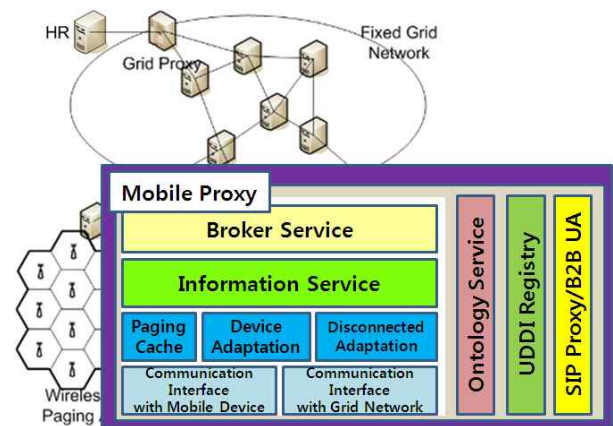 HR
Fixed Grid
Network
Grid Proxy
Mobile Proxy
Broker Service
Information Service
Paging
Cache
Device
Adaptation
Disconnected
Adaptation
Communication
Interface
with Mobile Device
Communication
Interface
with Grid Network
Ontology Service
UDDI Registry
SIP Proxy/B2B UA
Wireles
Paging